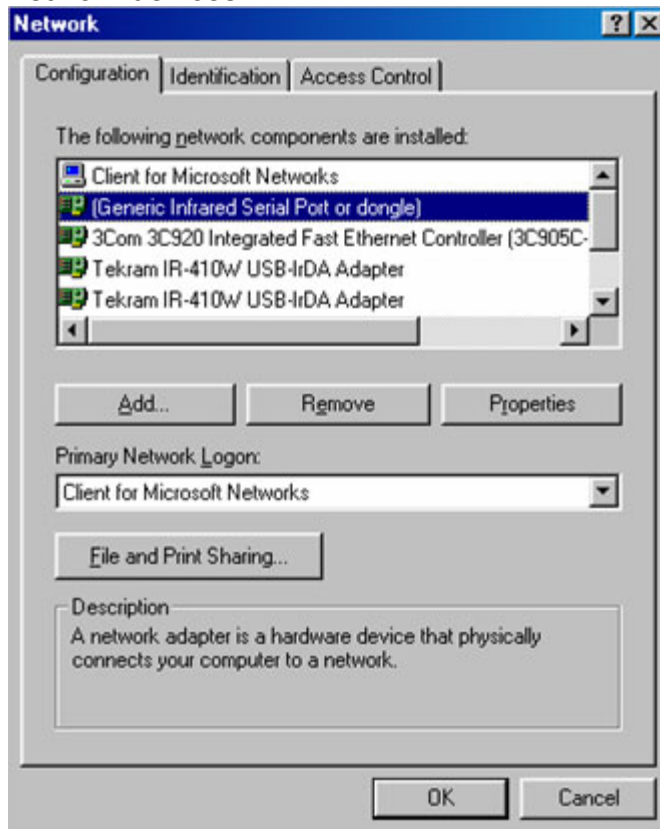 Network
Configuration Identification Access Control
The following network components are installed:
Client for Microsoft Networks
(Generic Infrared Serial Port or dongle)
3Com 3C920 Integrated Fast Ethernet Controller (3C905C-
Tekram IR-410W USB-IrDA Adapter
Tekram IR-410W USB-IrDA Adapter
Add... Remove Properties
Primary Network Logon:
Client for Microsoft Networks
File and Print Sharing...
Description
A network adapter is a hardware device that physically
connects your computer to a network.
OK Cancel